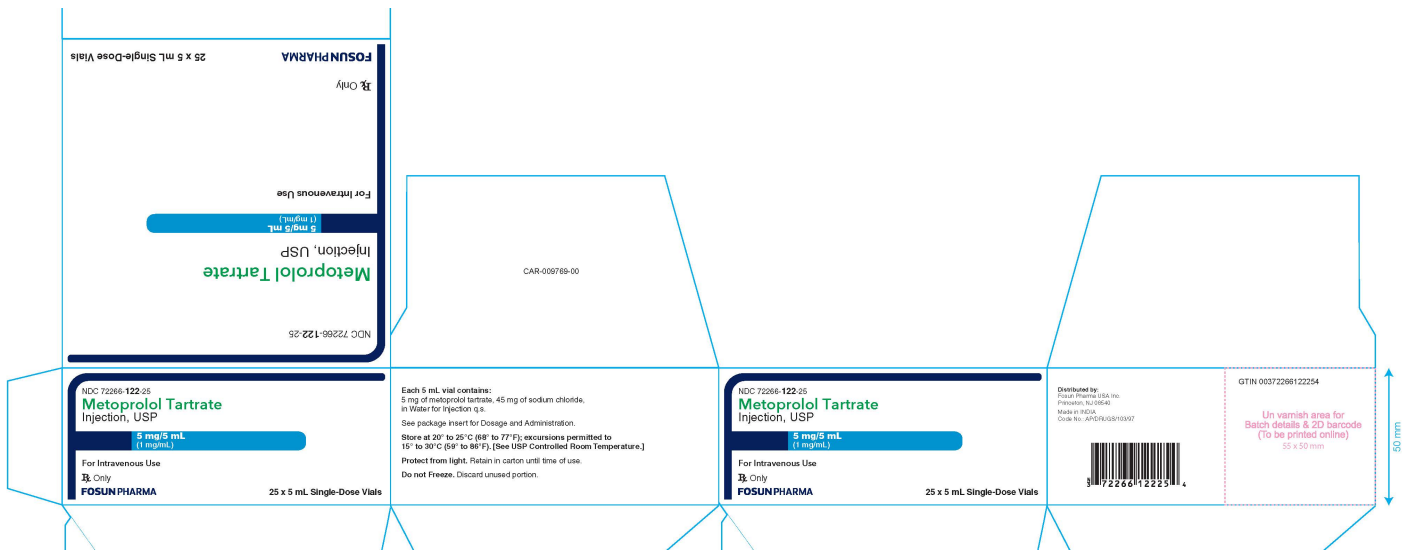 25 x 5 mL Single-Dose Vials
FOSUN PHARMA
℞ Only
For Intravenous Use
5 mg/5 mL
(1 mg/mL)
Injection, USP
Metoprolol Tartrate
NDC 72266-122-25
CAR-009769-00
NDC 72266-122-25
Metoprolol Tartrate
Injection, USP
5 mg/5 mL
(1 mg/mL)
For Intravenous Use
℞ Only
FOSUN PHARMA
25 x 5 mL Single-Dose Vials
Each 5 mL vial contains:
5 mg of metoprolol tartrate, 45 mg of sodium chloride,
in Water for Injection q.s.
See package insert for Dosage and Administration.
Store at 20° to 25°C (68° to 77°F); excursions permitted to
15° to 30°C (59° to 86°F). [See USP Controlled Room Temperature.]
Protect from light. Retain in carton until time of use.
Do not Freeze. Discard unused portion.
NDC 72266-122-25
Metoprolol Tartrate
Injection, USP
5 mg/5 mL
(1 mg/mL)
For Intravenous Use
℞ Only
FOSUN PHARMA
25 x 5 mL Single-Dose Vials
Distributed by:
Fosun Pharma USA Inc.
Princeton, NJ 08540
Made in INDIA
Code No.: AP/DRUGS/103/97
3 72266 12225 4
GTIN 00372266122254
Un varnish area for
Batch details & 2D barcode
(To be printed online)
55 x 50 mm
50 mm